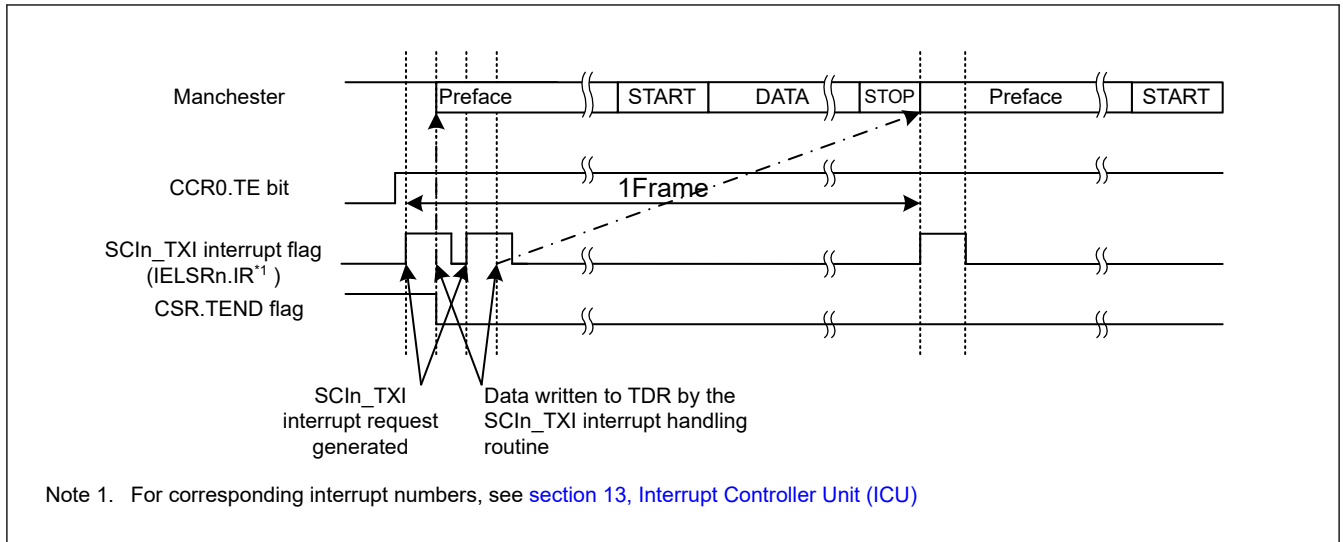 Manchester
Preface
START
DATA
STOP
Preface
START
CCR0.TE bit
1Frame
SCIn_TXI interrupt flag
(IELSRn.IR*1 )
CSR.TEND flag
SCIn_TXI
interrupt request
generated
Data written to TDR by the
SCIn_TXI interrupt handling
routine
Note 1. For corresponding interrupt numbers, see section 13, Interrupt Controller Unit (ICU)